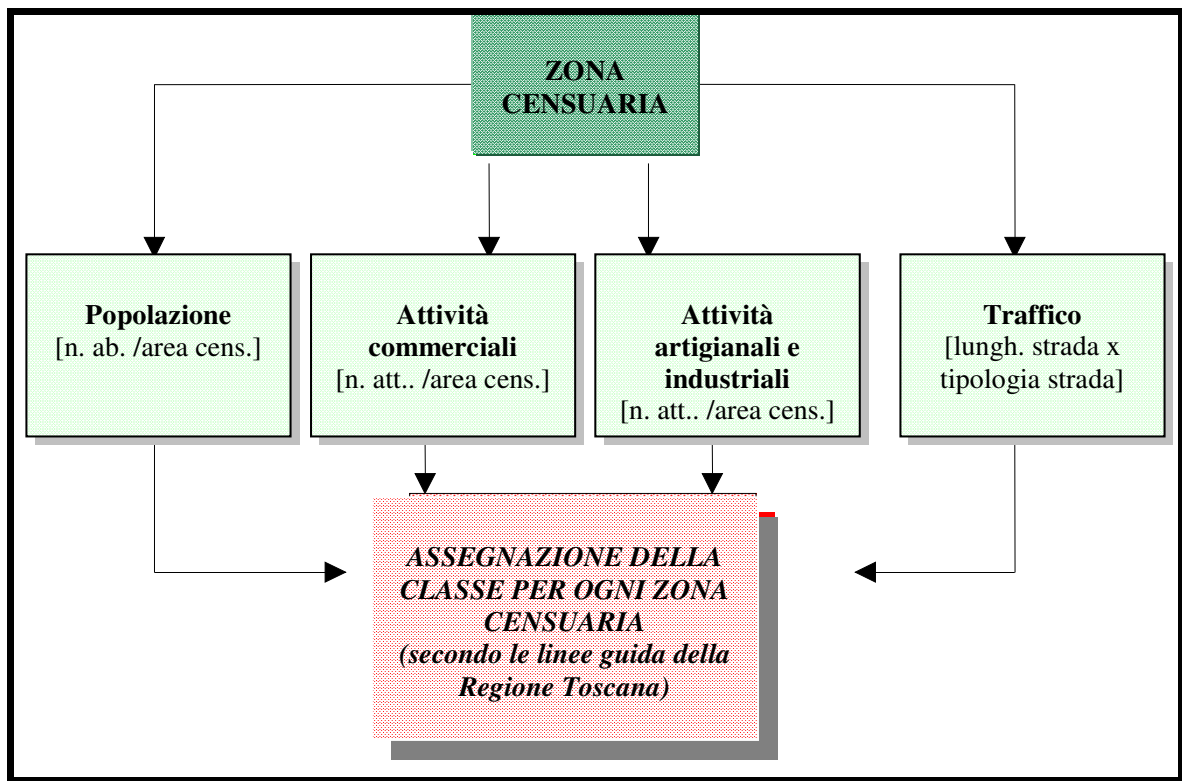 ZONA
CENSUARIA
Popolazione
[n. ab. /area cens.]
Attività
commerciali
[n. att.. /area cens.]
Attività
artigianali e
industriali
[n. att.. /area cens.]
Traffico
[lungh. strada x
tipologia strada]
ASSEGNAZIONE DELLA
CLASSE PER OGNI ZONA
CENSUARIA
(secondo le linee guida della
Regione Toscana)